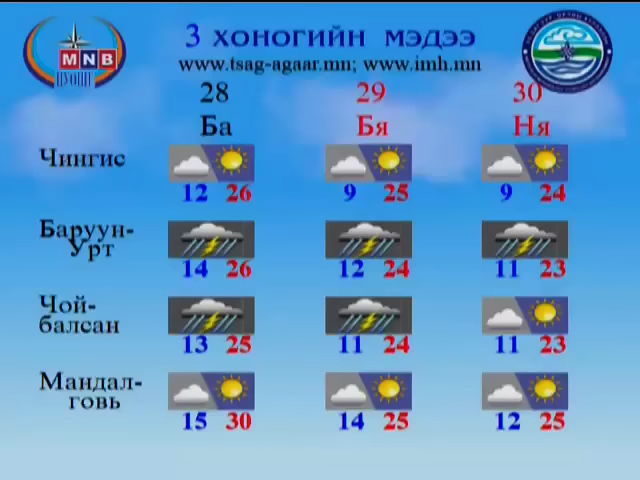 MNB
ЦУОШГ
3 ХОНОГИЙН МЭДЭЭ
www.tsag-agaar.mn; www.imh.mn
28 29 30
Ба Бя Ня
Чингис
12 26 9 25 9 24
Баруун-
Урт
14 26 12 24 11 23
Чой-
балсан
13 25 11 24 11 23
Мандал-
говь
15 30 14 25 12 25